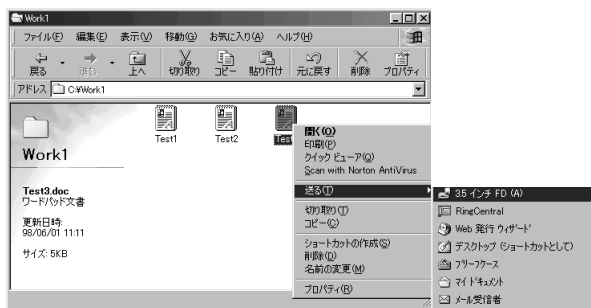 Work1
ファイル(F) 編集(E) 表示(V) 移動(G) お気に入り(A) ヘルプ(H)
戻る 進む 上へ 切り取り コピー 貼り付け 元に戻す 削除 プロパティ
アドレス C:¥Work1
Work1
Test3.doc
ワードパッド文書
更新日時:
98/06/01 11:11
サイズ: 5KB
Test1 Test2 Test
開く(O)
印刷(P)
クイック ビューア(Q)
Scan with Norton AntiVirus
送る(T)
切り取り(T)
コピー(C)
ショートカットの作成(S)
削除(D)
名前の変更(M)
プロパティ(R)
3.5 インチ FD (A)
RingCentral
Web 発行 ウィザード
デスクトップ (ショートカットとして)
ブリーフケース
マイ ドキュメント
メール受信者